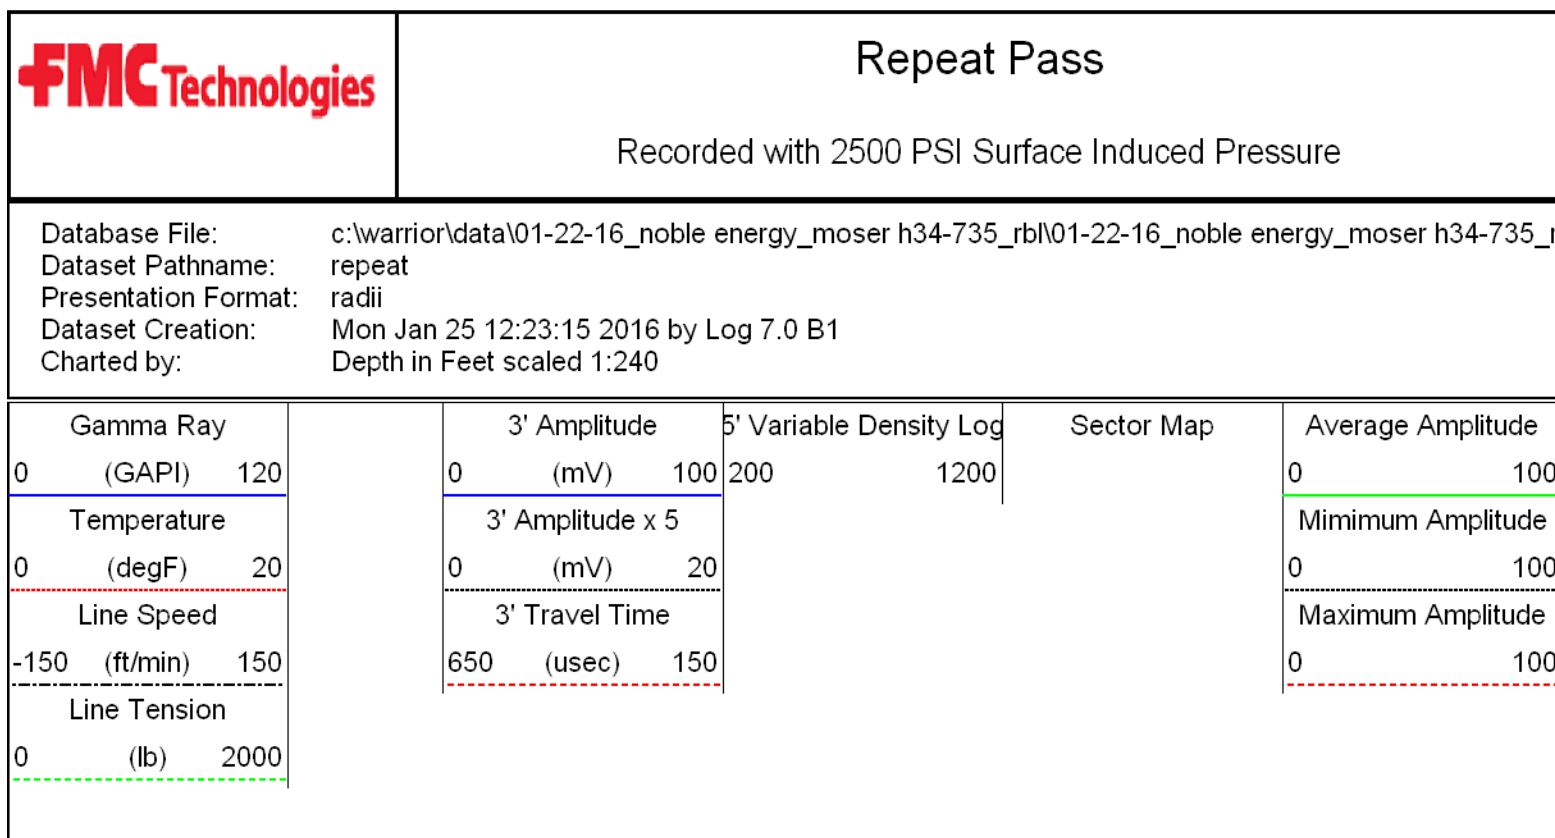 FMC Technologies
Repeat Pass
Recorded with 2500 PSI Surface Induced Pressure
Database File: c:\warrior\data\01-22-16_noble energy_moser h34-735_rbl\01-22-16_noble energy_moser h34-735_r
Dataset Pathname: repeat
Presentation Format: radii
Dataset Creation: Mon Jan 25 12:23:15 2016 by Log 7.0 B1
Charted by: Depth in Feet scaled 1:240
Gamma Ray 3' Amplitude 5' Variable Density Log Sector Map Average Amplitude
0 (GAPI) 120 0 (mV) 100 200 1200 0 100
Temperature 3' Amplitude x 5 Mimimum Amplitude
0 (degF) 20 0 (mV) 20 0 100
Line Speed 3' Travel Time Maximum Amplitude
-150 (ft/min) 150 650 (usec) 150 0 100
Line Tension
0 (lb) 2000